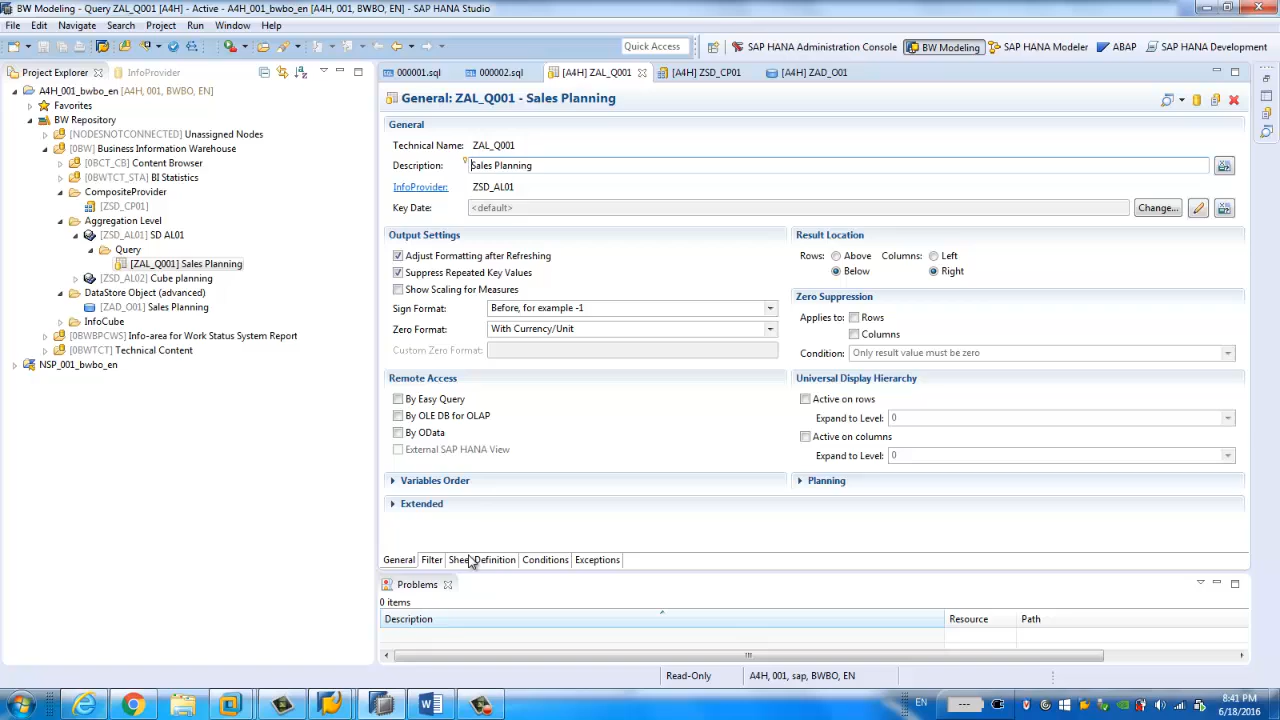 BW Modeling - Query ZAL_Q001 [A4H] - Active - A4H_001_bwbo_en [A4H, 001, BWBO, EN] - SAP HANA Studio
File Edit Navigate Search Project Run Window Help
Quick Access SAP HANA Administration Console BW Modeling SAP HANA Modeler ABAP SAP HANA Development
Project Explorer InfoProvider
000001.sql 000002.sql [A4H] ZAL_Q001 [A4H] ZSD_CP01 [A4H] ZAD_O01
A4H_001_bwbo_en [A4H, 001, BWBO, EN]
Favorites
BW Repository
[NODESNOTCONNECTED] Unassigned Nodes
[0BW] Business Information Warehouse
[0BCT_CB] Content Browser
[0BWTCT_STA] BI Statistics
CompositeProvider
[ZSD_CP01]
Aggregation Level
[ZSD_AL01] SD AL01
Query
[ZAL_Q001] Sales Planning
[ZSD_AL02] Cube planning
DataStore Object (advanced)
[ZAD_O01] Sales Planning
InfoCube
[0BWBPCWS] Info-area for Work Status System Report
[0BWTCT] Technical Content
NSP_001_bwbo_en
General: ZAL_Q001 - Sales Planning
General
Technical Name: ZAL_Q001
Description: Sales Planning
InfoProvider: ZSD_AL01
Key Date: <default> Change...
Output Settings
Adjust Formatting after Refreshing
Suppress Repeated Key Values
Show Scaling for Measures
Sign Format: Before, for example -1
Zero Format: With Currency/Unit
Custom Zero Format:
Result Location
Rows: Above Columns: Left
Below Right
Zero Suppression
Applies to: Rows
Columns
Condition: Only result value must be zero
Remote Access
By Easy Query
By OLE DB for OLAP
By OData
External SAP HANA View
Universal Display Hierarchy
Active on rows
Expand to Level: 0
Active on columns
Expand to Level: 0
Variables Order
Planning
Extended
General Filter Sheet Definition Conditions Exceptions
Problems
0 items
Description Resource Path
Read-Only A4H, 001, sap, BWBO, EN
EN 8:41 PM
6/18/2016